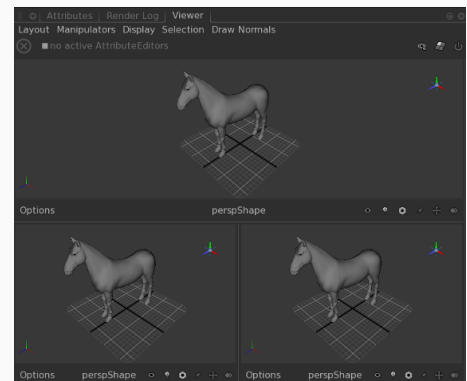 Attributes Render Log Viewer
Layout Manipulators Display Selection Draw Normals
no active AttributeEditors
Options perspShape
Options perspShape Options perspShape